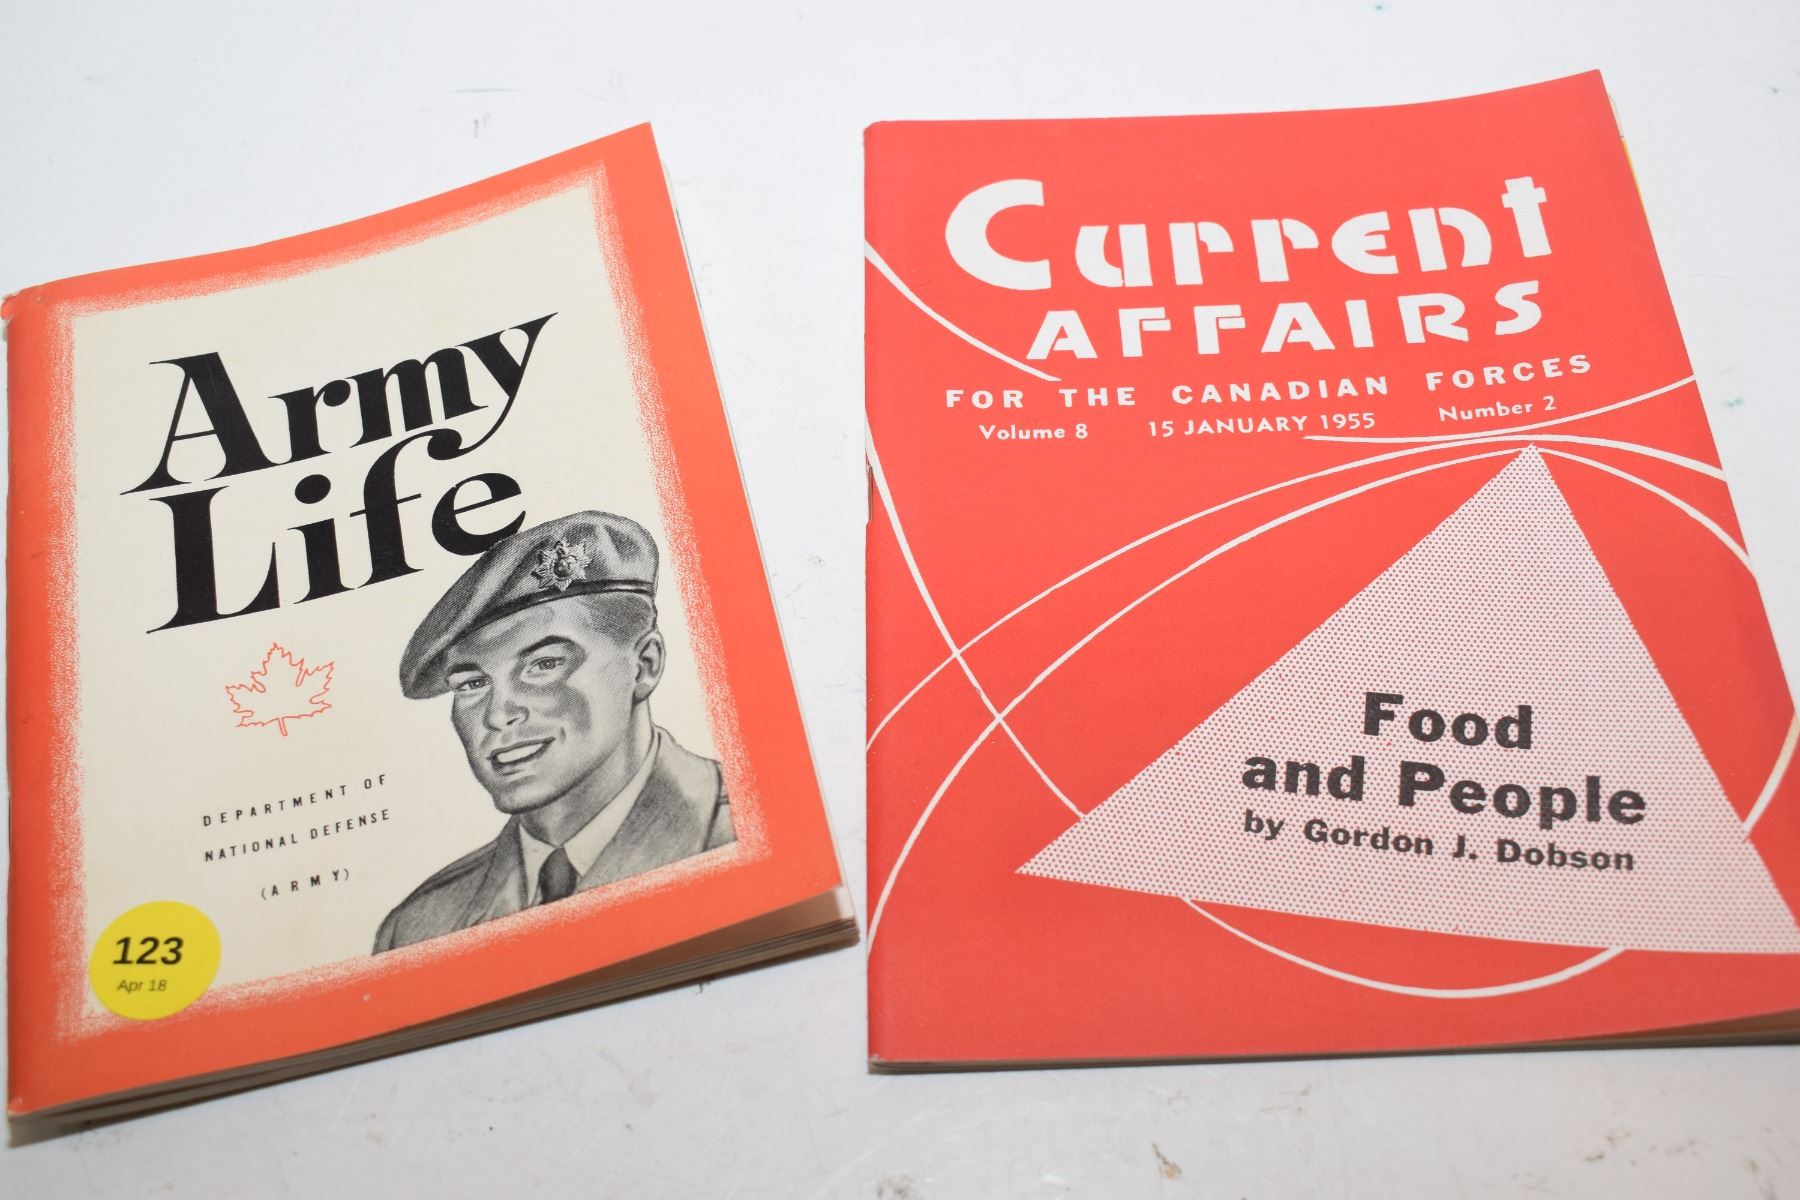 Army
Life
DEPARTMENT OF
NATIONAL DEFENSE
(ARMY)
123
Apr 18
Current
AFFAIRS
FOR THE CANADIAN FORCES
Volume 8 15 JANUARY 1955 Number 2
Food
and People
by Gordon J. Dobson